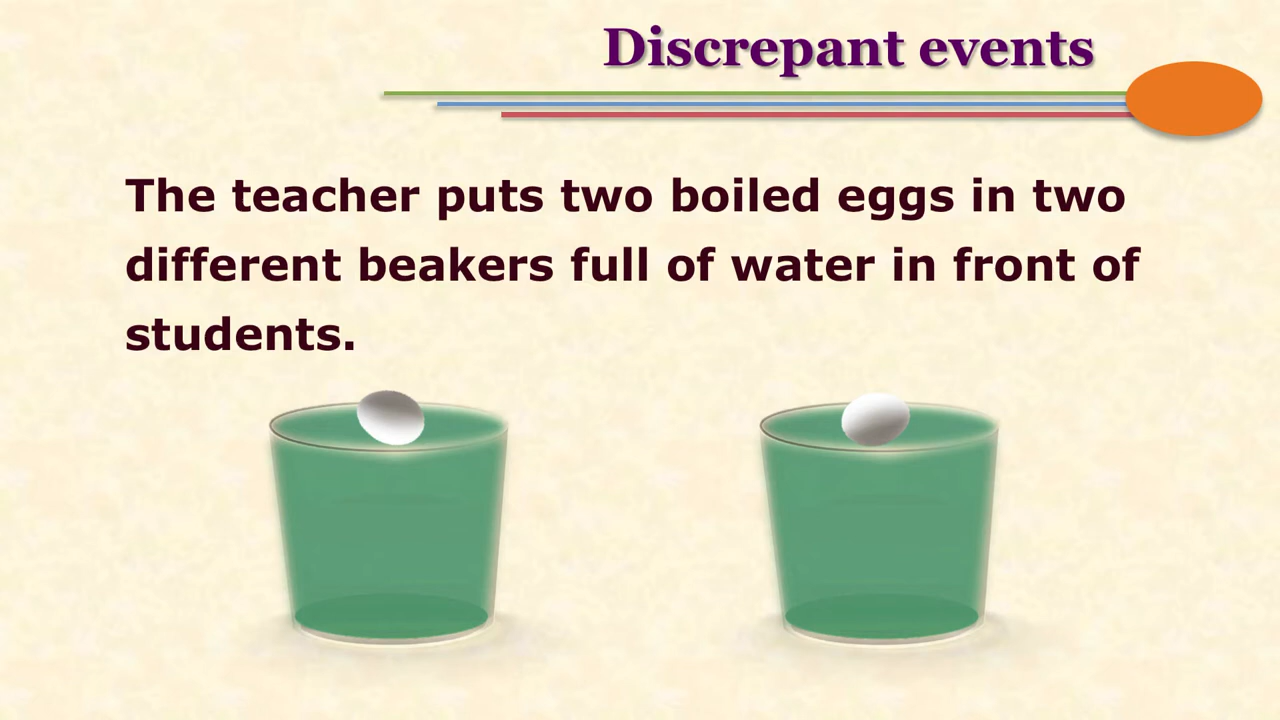 Discrepant events
The teacher puts two boiled eggs in two
different beakers full of water in front of
students.